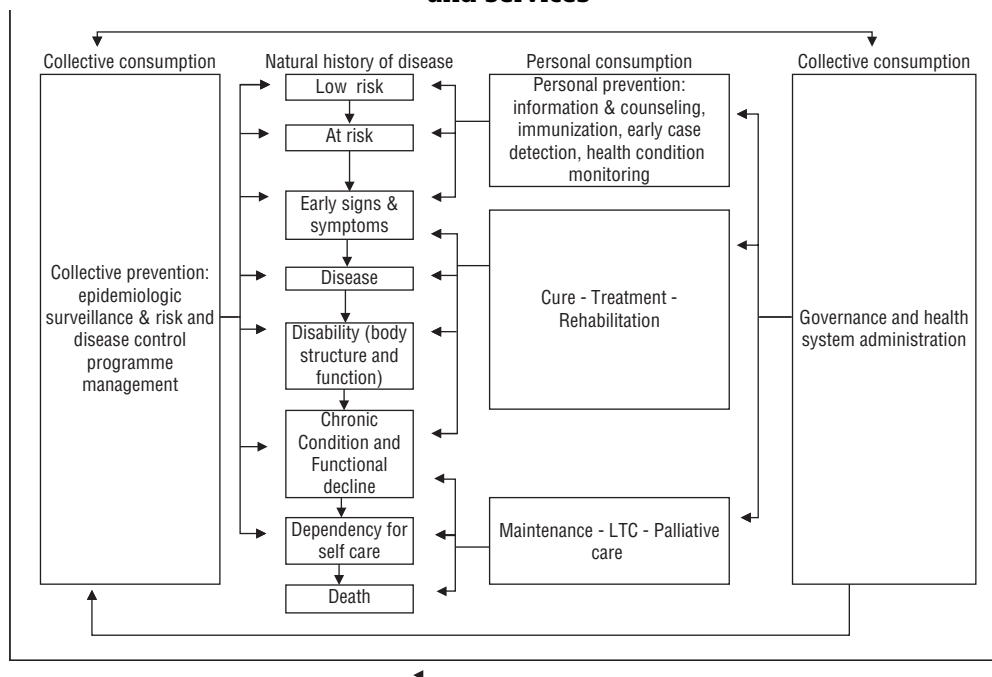 and services
Collective consumption
Natural history of disease
Personal consumption
Collective consumption
Collective prevention:
epidemiologic
surveillance & risk and
disease control
programme
management
Low risk
At risk
Early signs &
symptoms
Disease
Disability (body
structure and
function)
Chronic
Condition and
Functional
decline
Dependency for
self care
Death
Personal prevention:
information & counseling,
immunization, early case
detection, health condition
monitoring
Cure - Treatment -
Rehabilitation
Maintenance - LTC - Palliative
care
Governance and health
system administration